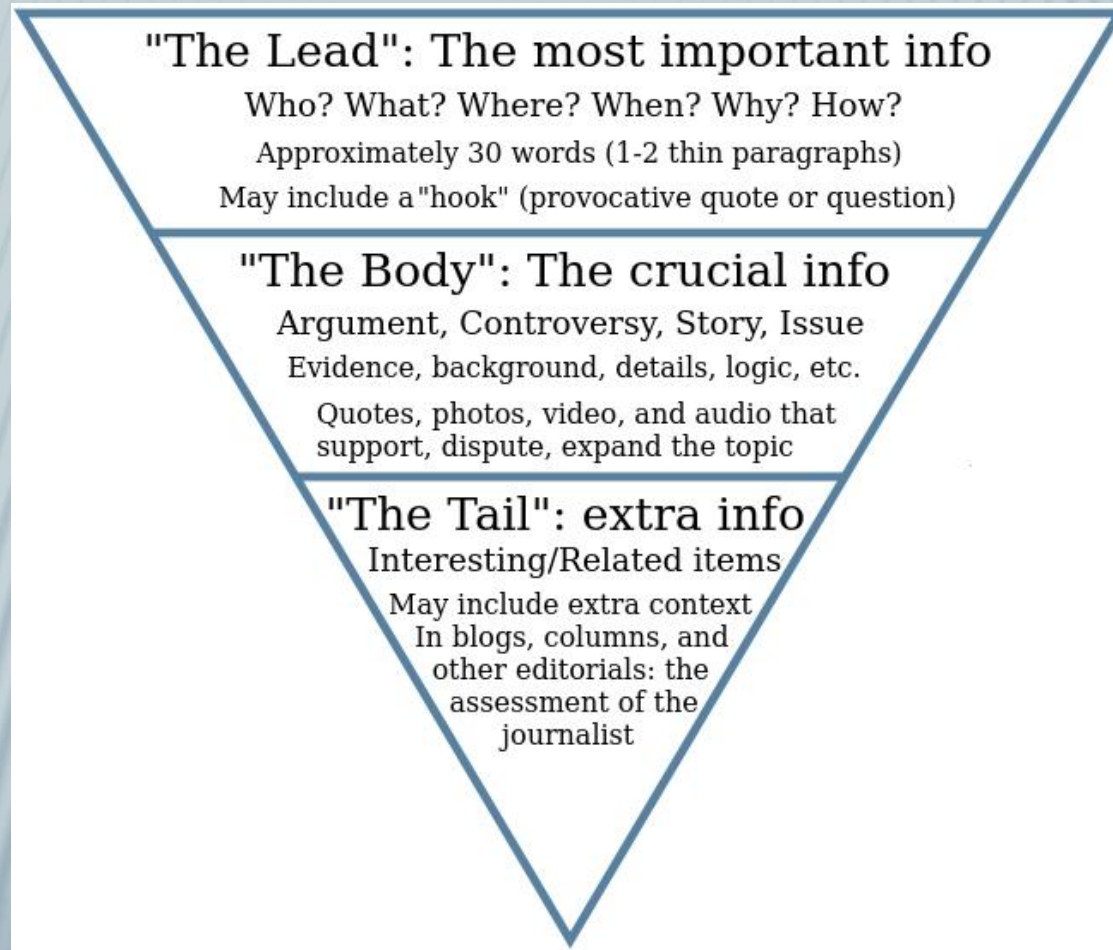 "The Lead": The most important info
Who? What? Where? When? Why? How?
Approximately 30 words (1-2 thin paragraphs)
May include a "hook" (provocative quote or question)
"The Body": The crucial info
Argument, Controversy, Story, Issue
Evidence, background, details, logic, etc.
Quotes, photos, video, and audio that
support, dispute, expand the topic
"The Tail": extra info
Interesting/Related items
May include extra context
In blogs, columns, and
other editorials: the
assessment of the
journalist